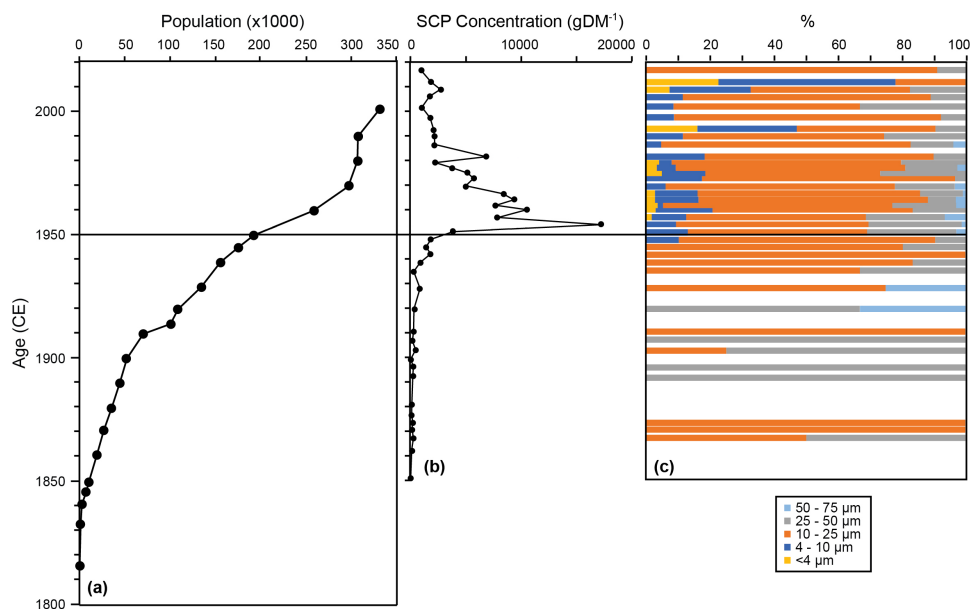 Population (x1000)
SCP Concentration (gDM-1)
%
0 50 100 150 200 250 300 350
0 10000 20000
0 20 40 60 80 100
2000
1950
1900
1850
1800
Age (CE)
(a)
(b)
(c)
50 - 75 µm
25 - 50 µm
10 - 25 µm
4 - 10 µm
<4 µm